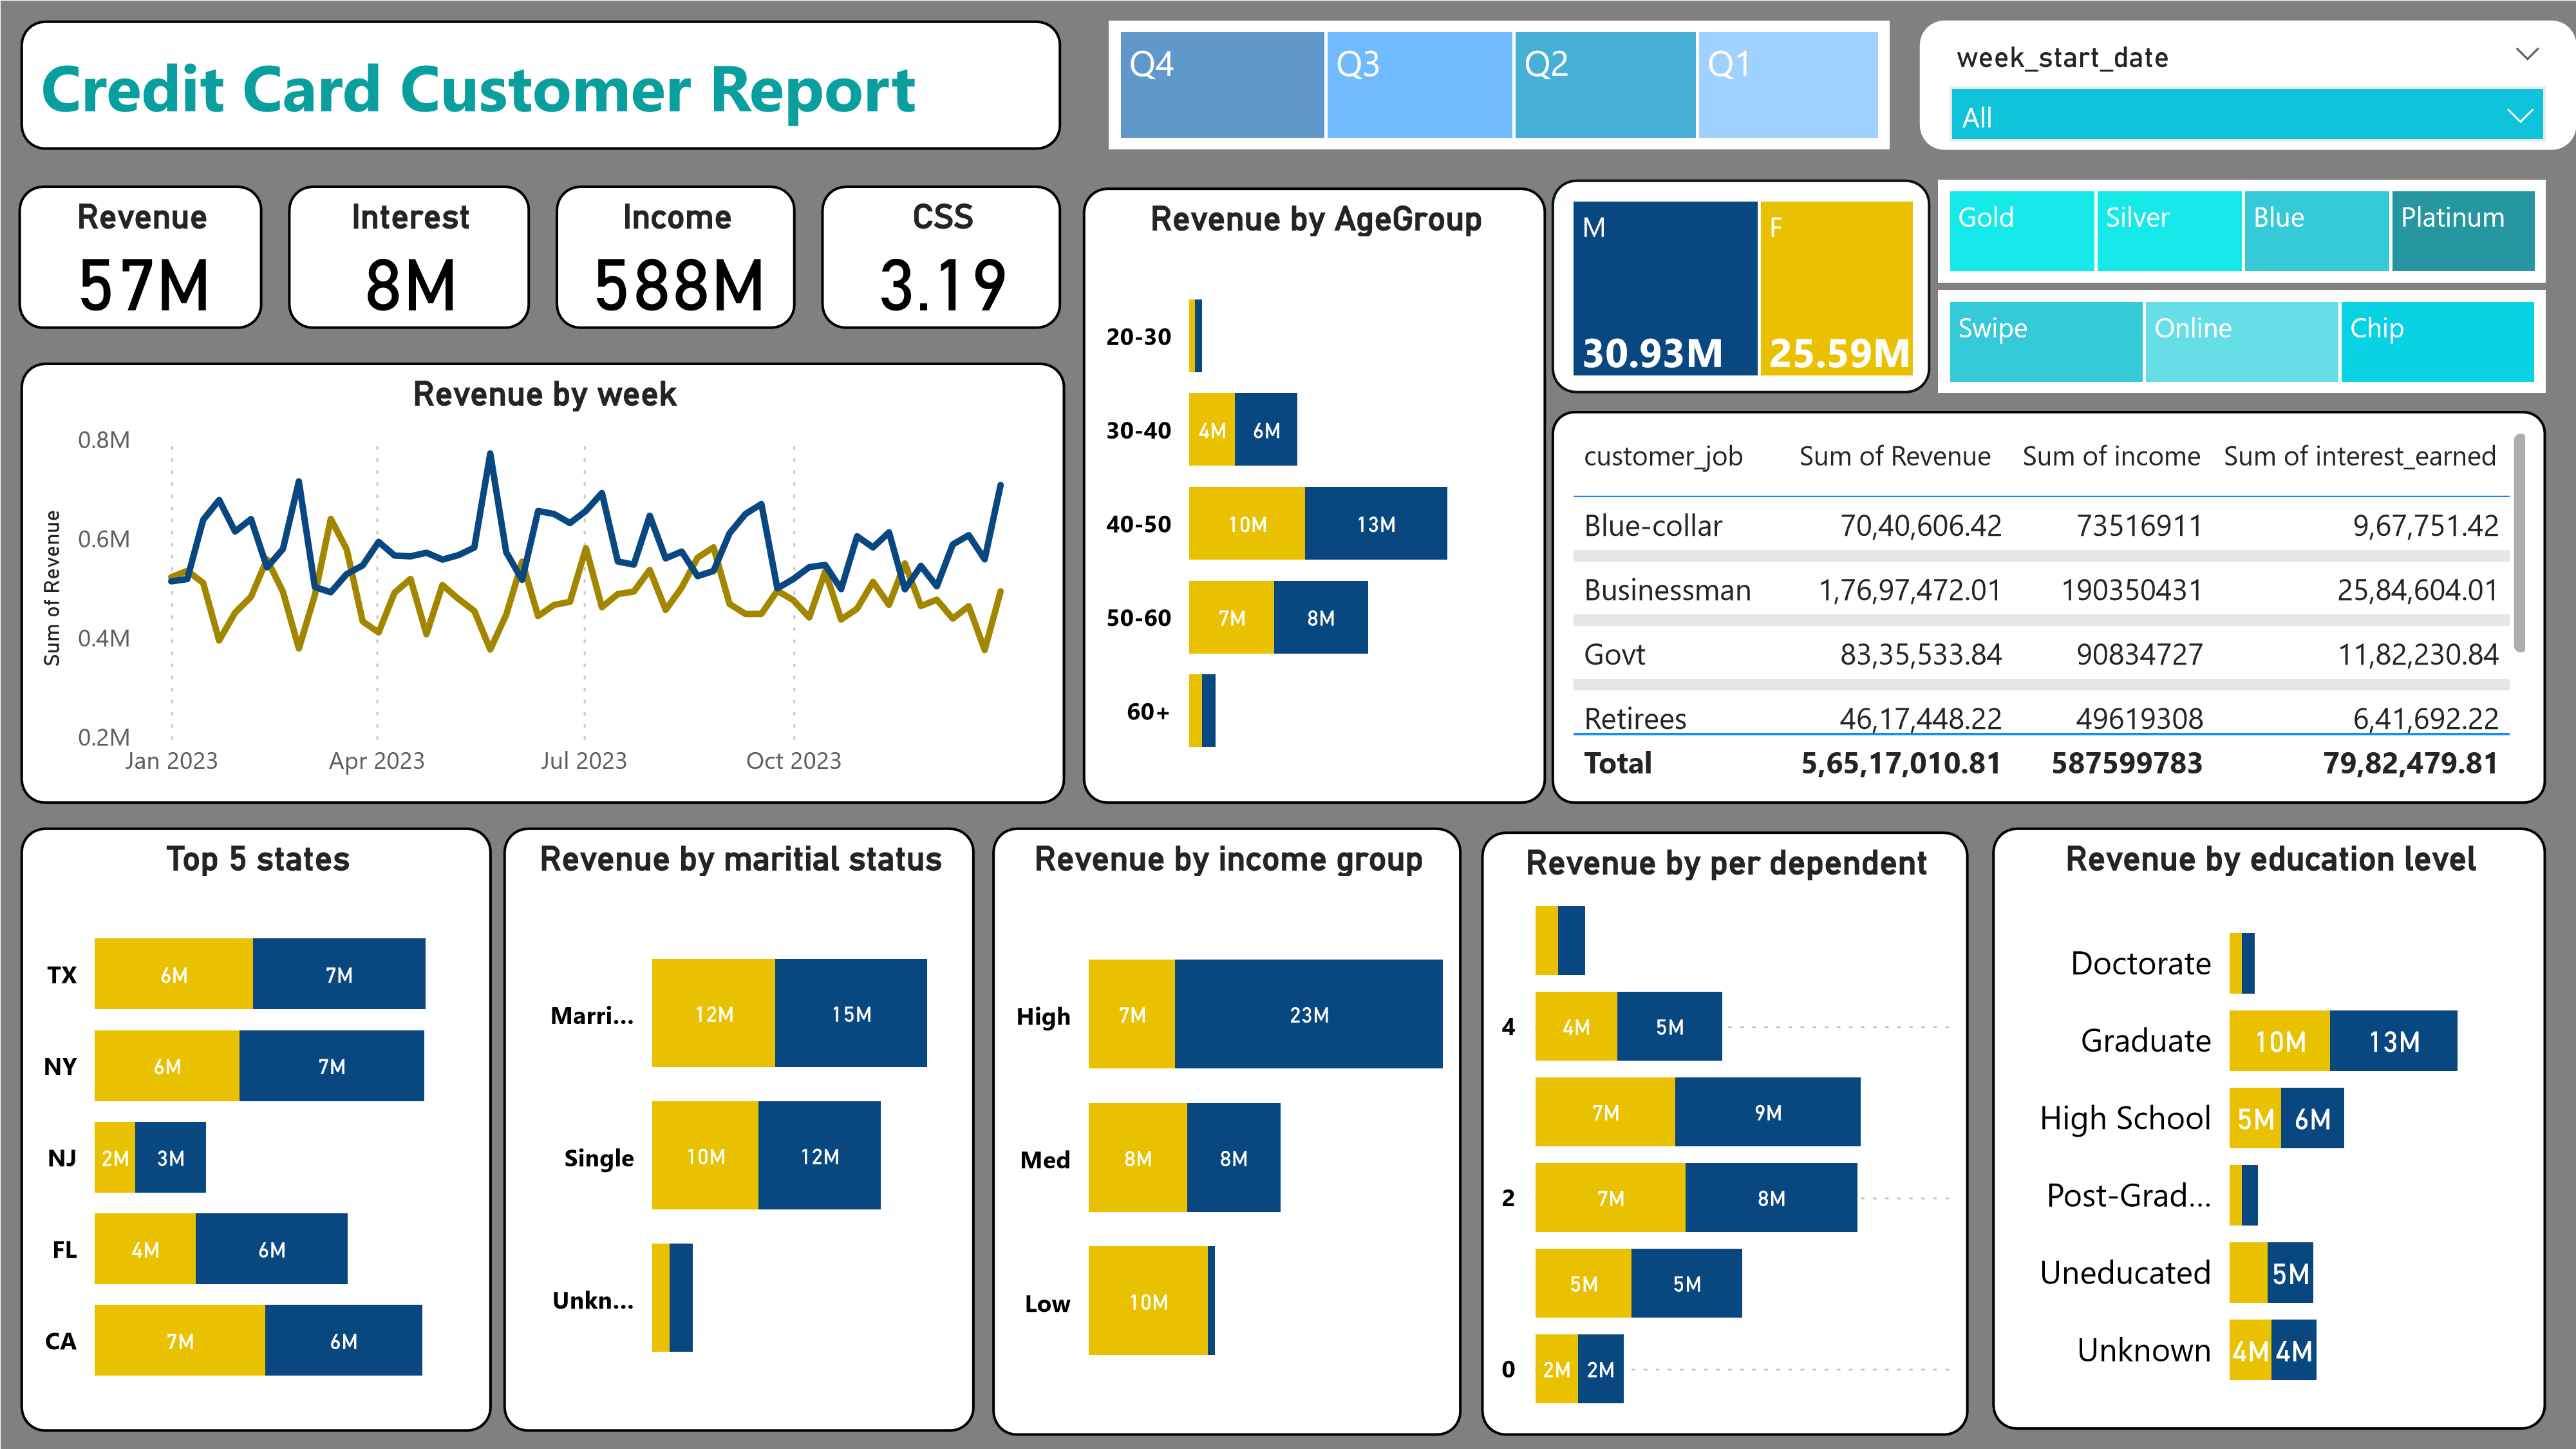 Credit Card Customer Report
Q4
Q3
Q2
Q1
week_start_date
All
Revenue
57M
Interest
8M
Income
588M
CSS
3.19
Revenue by week
0.8M
0.6M
0.4M
0.2M
Sum of Revenue
Jan 2023
Apr 2023
Jul 2023
Oct 2023
Revenue by AgeGroup
20-30
30-40 4M 6M
40-50 10M 13M
50-60 7M 8M
60+
M
30.93M
F
25.59M
Gold
Silver
Blue
Platinum
Swipe
Online
Chip
customer_job Sum of Revenue Sum of income Sum of interest_earned
Blue-collar 70,40,606.42 73516911 9,67,751.42
Businessman 1,76,97,472.01 190350431 25,84,604.01
Govt 83,35,533.84 90834727 11,82,230.84
Retirees 46,17,448.22 49619308 6,41,692.22
Total 5,65,17,010.81 587599783 79,82,479.81
Top 5 states
TX 6M 7M
NY 6M 7M
NJ 2M 3M
FL 4M 6M
CA 7M 6M
Revenue by maritial status
Marri... 12M 15M
Single 10M 12M
Unkn...
Revenue by income group
High 7M 23M
Med 8M 8M
Low 10M
Revenue by per dependent
4 4M 5M
7M 9M
2 7M 8M
5M 5M
0 2M 2M
Revenue by education level
Doctorate
Graduate 10M 13M
High School 5M 6M
Post-Grad...
Uneducated 5M
Unknown 4M 4M